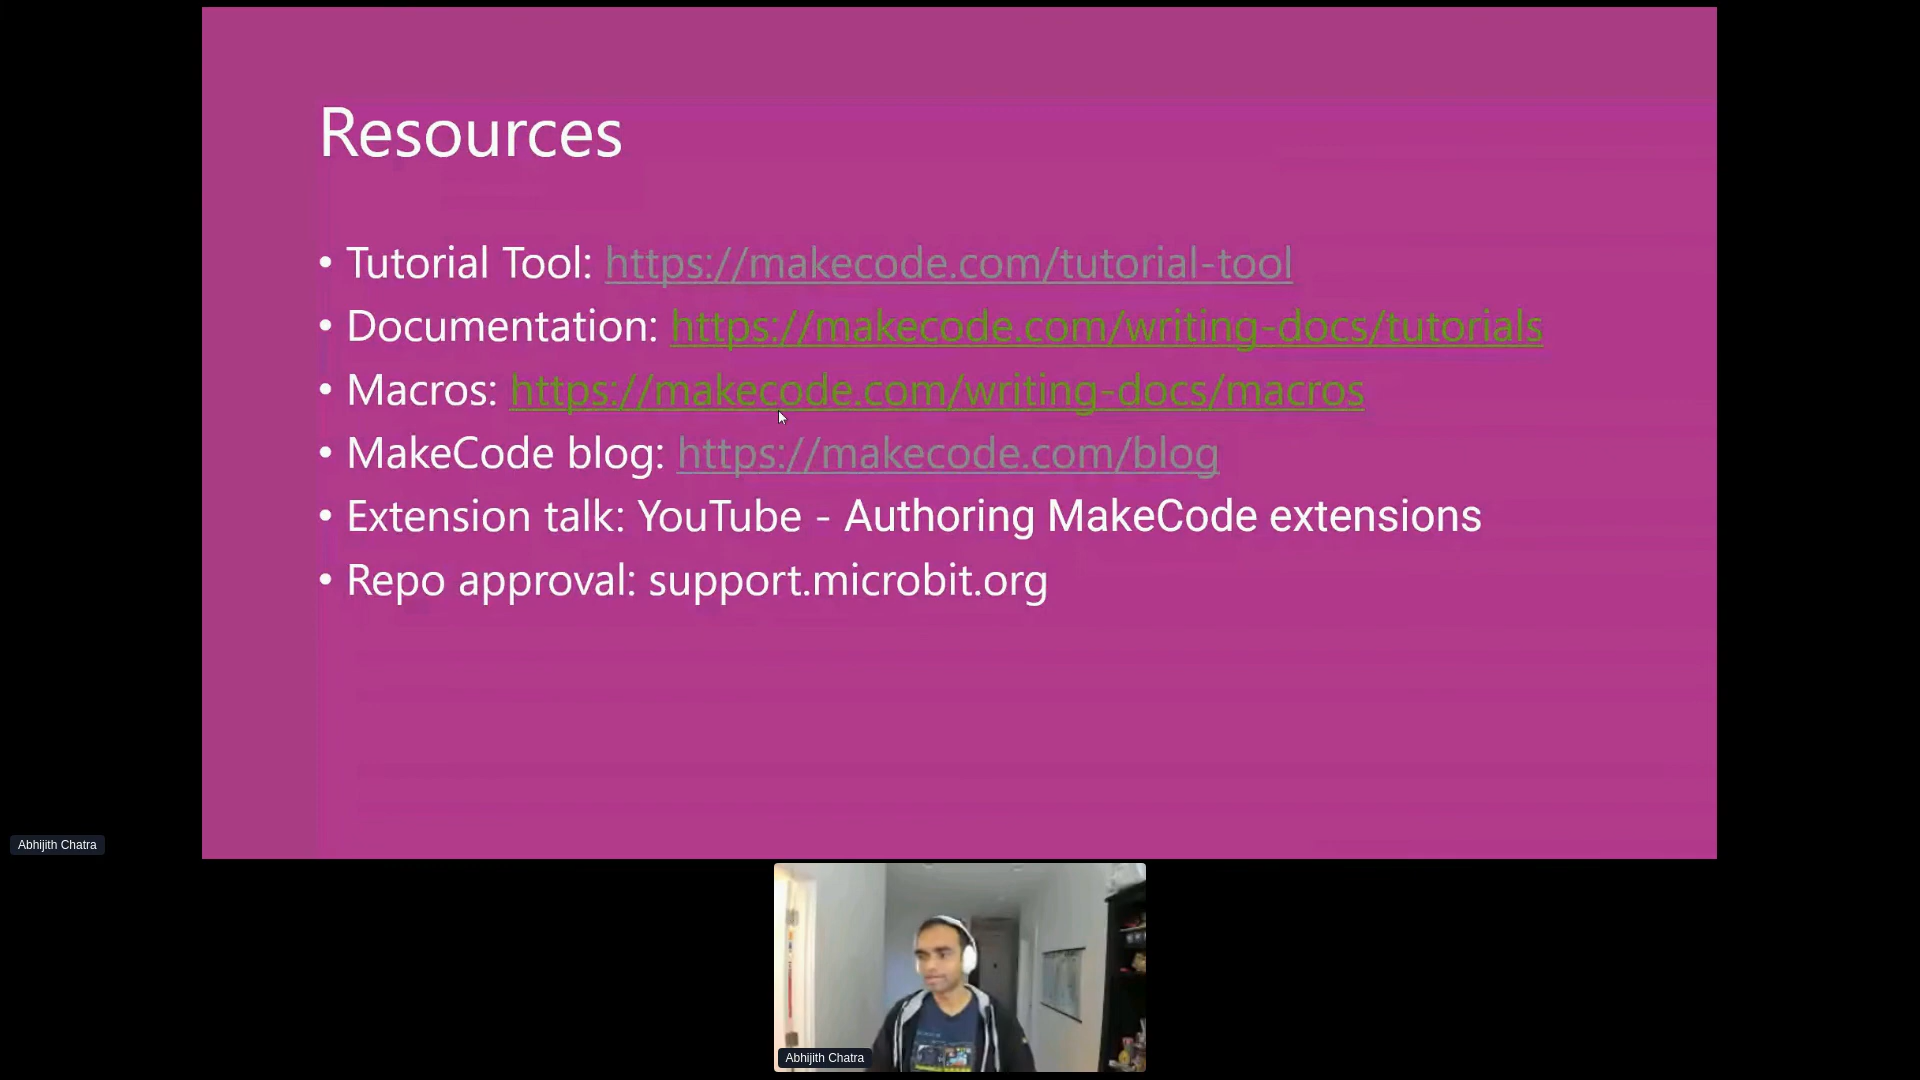 Resources
• Tutorial Tool: https://makecode.com/tutorial-tool
• Documentation: https://makecode.com/writing-docs/tutorials
• Macros: https://makecode.com/writing-docs/macros
• MakeCode blog: https://makecode.com/blog
• Extension talk: YouTube - Authoring MakeCode extensions
• Repo approval: support.microbit.org
Abhijith Chatra
Abhijith Chatra